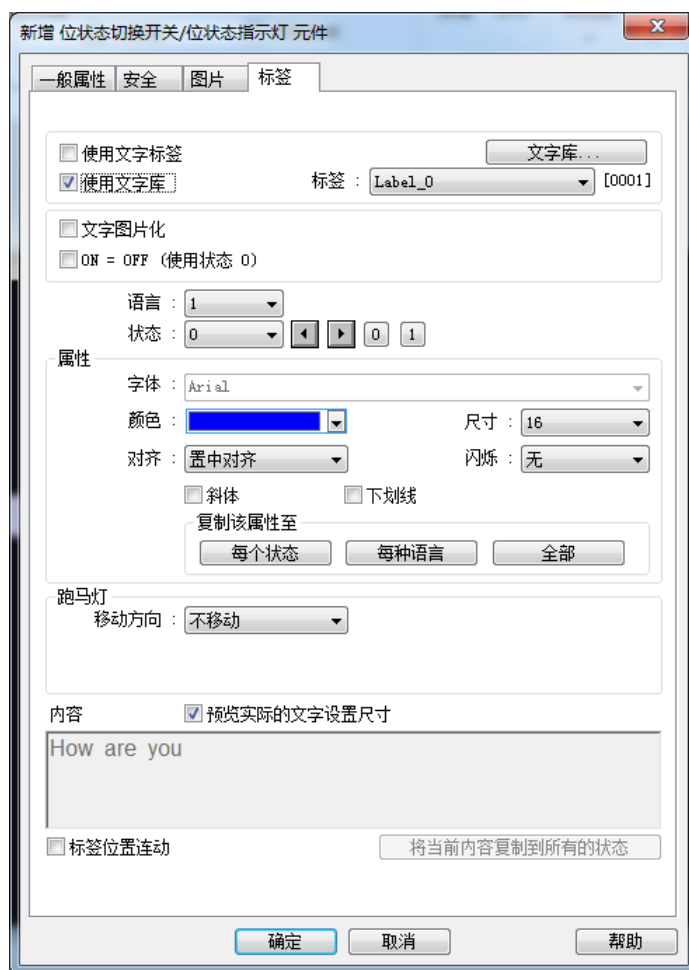 新增 位状态切换开关/位状态指示灯 元件
一般属性 安全 图片 标签
使用文字标签 文字库...
使用文字库 标签 : Label_0 [0001]
文字图片化
ON = OFF (使用状态 0)
语言 : 1
状态 : 0 0 1
属性
字体 : Arial
颜色 : 尺寸 : 16
对齐 : 置中对齐 闪烁 : 无
斜体 下划线
复制该属性至
每个状态 每种语言 全部
跑马灯
移动方向 : 不移动
内容 预览实际的文字设置尺寸
How are you
标签位置连动 将当前内容复制到所有的状态
确定 取消 帮助